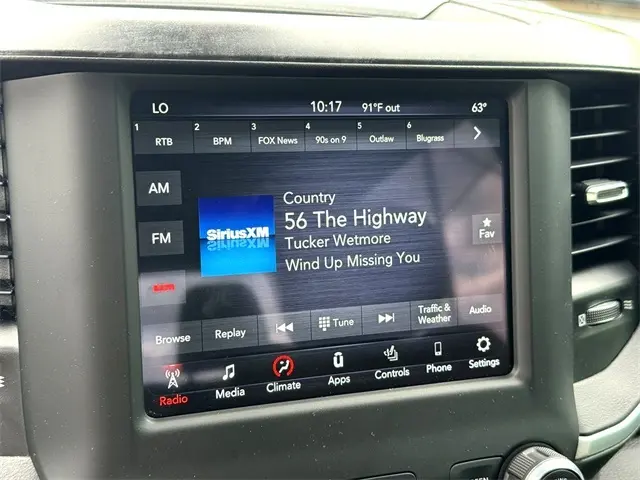 LO 10:17 91°F out 63°
1 RTB 2 BPM 3 FOX News 4 90s on 9 5 Outlaw 6 Blugrass
AM
FM
SiriusXM
Country
56 The Highway
Tucker Wetmore
Wind Up Missing You
Fav
Browse Replay Tune Traffic & Weather Audio
Radio Media Climate Apps Controls Phone Settings